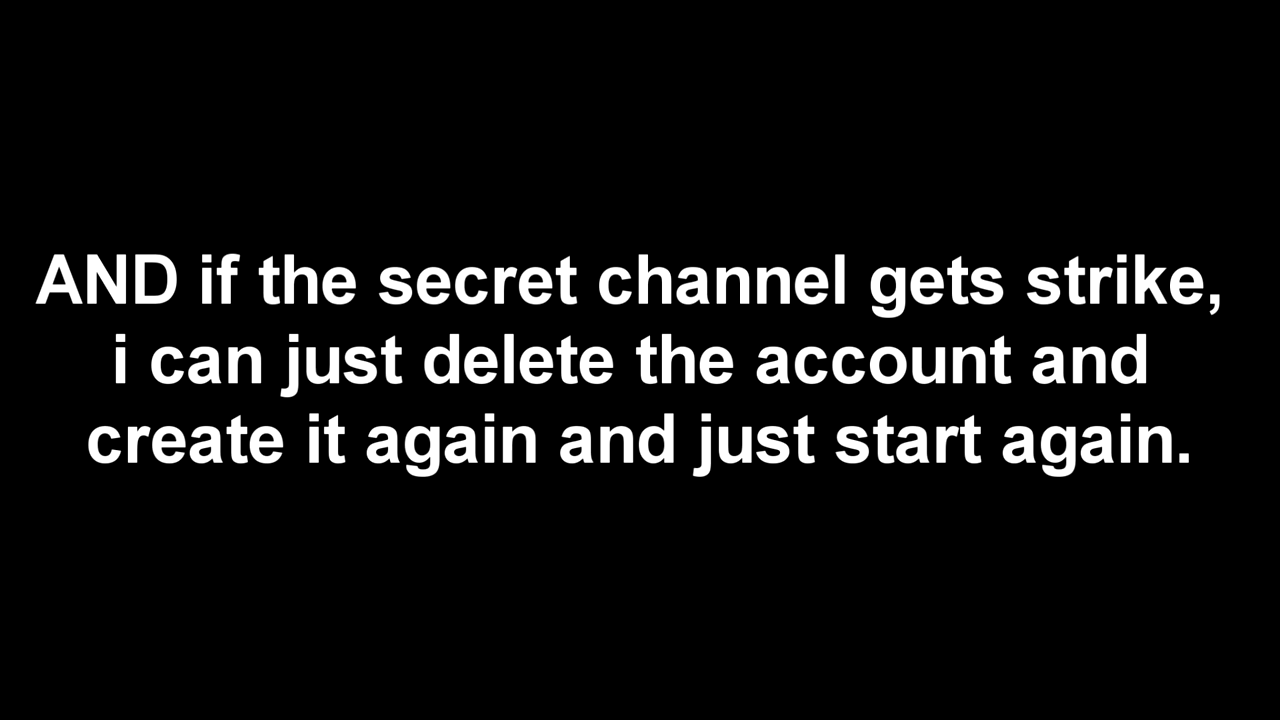 AND if the secret channel gets strike,
i can just delete the account and
create it again and just start again.